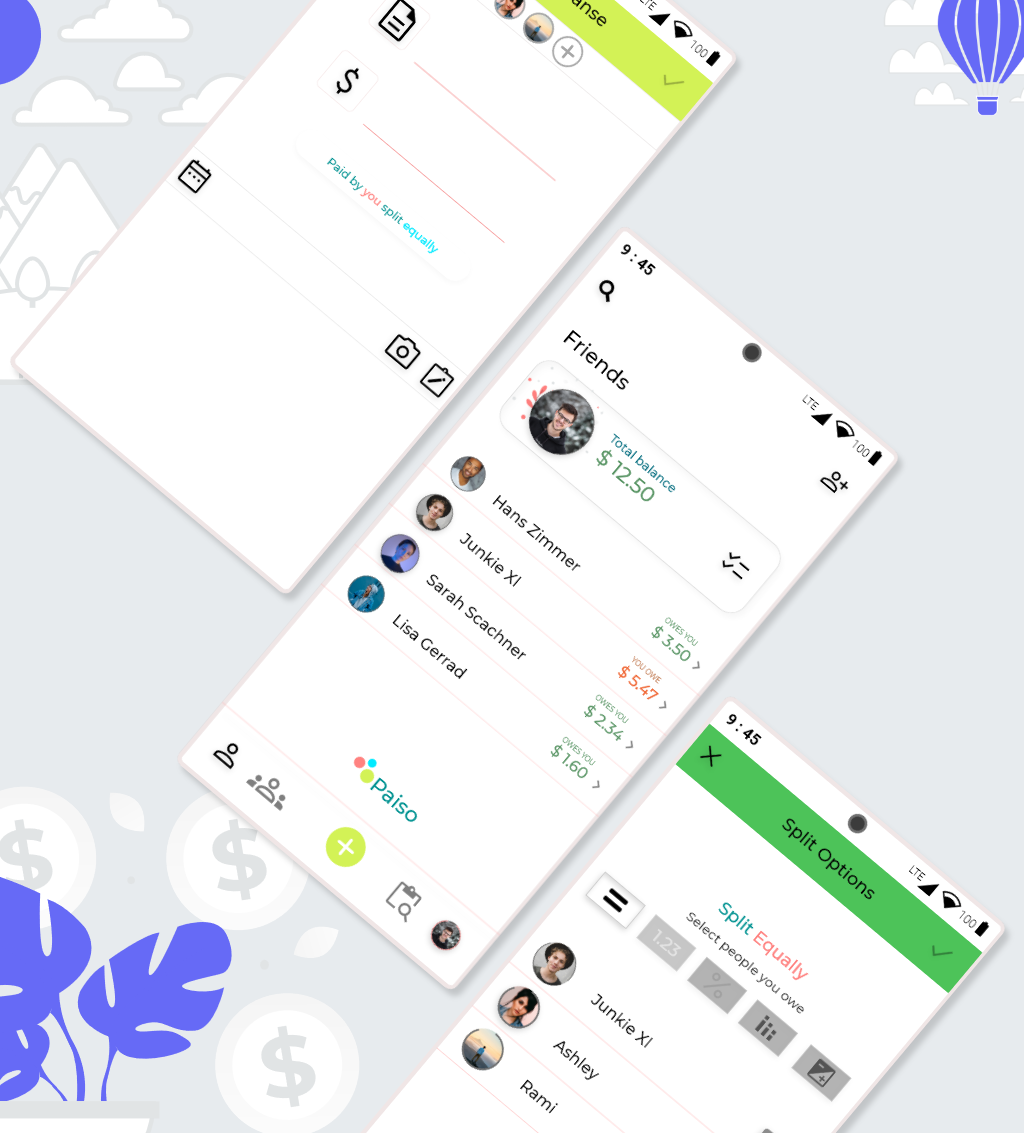 anse
100
$
Paid by you split equally
9:45
LTE
100
Friends
Total balance
$ 12.50
Hans Zimmer
OWES YOU
$ 3.50
Junkie Xl
YOU OWE
$ 5.47
Sarah Scachner
OWES YOU
$ 2.34
Lisa Gerrad
OWES YOU
$ 1.60
Paiso
9:45
LTE
100
Split Options
Split Equally
Select people you owe
1,23
%
Junkie Xl
Ashley
Rami
$
$
$